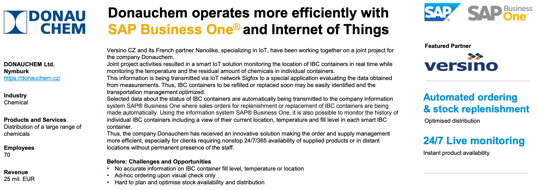 DONAU
CHEM
Donauchem operates more efficiently with
SAP Business One® and Internet of Things
SAP
SAP Business
One®
DONAUCHEM Ltd.
Nymburk
https://donauchem.cz/
Industry
Chemical
Products and Services
Distribution of a large range of
chemicals
Employees
70
Revenue
25 mil. EUR
Versino CZ and its French partner Nanolike, specializing in IoT, have been working together on a joint project for
the company Donauchem.
Joint project activities resulted in a smart IoT solution monitoring the location of IBC containers in real time while
monitoring the temperature and the residual amount of chemicals in individual containers.
This information is being transmitted via IoT network Sigfox to a special application evaluating the data obtained
from measurements. Thus, IBC containers to be refilled or replaced soon may be easily identified and the
transportation management optimized.
Selected data about the status of IBC containers are automatically being transmitted to the company information
system SAP® Business One where sales orders for replenishment or replacement of IBC containers are being
made automatically. Using the information system SAP® Business One, it is also possible to monitor the history of
individual IBC containers including a view of their current location, temperature and fill level in each smart IBC
container.
Thus, the company Donauchem has received an innovative solution making the order and supply management
more efficient, especially for clients requiring nonstop 24/7/365 availability of supplied products or in distant
locations without permanent presence of the staff.
Before: Challenges and Opportunities
• No accurate information on IBC container fill level, temperature or location
• Ad-hoc ordering upon visual check only
• Hard to plan and optimise stock availability and distribution
Featured Partner
versino
Automated ordering
& stock replenishment
Optimised distribution
24/7 Live monitoring
Instant product availability